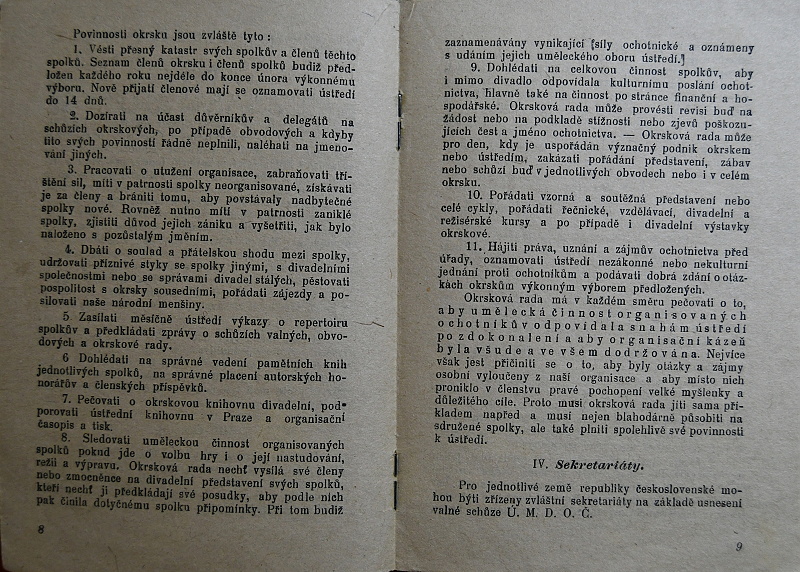 Povinnosti okrsku jsou zvláště tyto :
1. Vésti přesný katastr svých spolkův a členů těchto
spolků. Seznam členů okrsku i členů spolků budiž před-
ložen každého roku nejdéle do konce února výkonnému
výboru. Nově přijatí členové mají se oznamovati ústředí
do 14 dnů.
2. Dozírati na účast důvěrníkův a delegátů na
schůzích okrskových, po případě obvodových a kdyby
tito svých povinností řádně neplnili, naléhati na jmeno-
vání jiných.
3. Pracovati o utužení organisace, zabraňovati tří-
štění sil, míti v patrnosti spolky neorganisované, získávati
je za členy a brániti tomu, aby povstávaly nadbytečné
spolky nové. Rovněž nutno míti v patrnosti zaniklé
spolky, zjistiti důvod jejich zániku a vyšetřiti, jak bylo
naloženo s pozůstalým jměním.
4. Dbáti o soulad a přátelskou shodu mezi spolky,
udržovati příznivé styky se spolky jinými, s divadelními
společnostmi nebo se správami divadel stálých, pěstovati
pospolitost s okrsky sousedními, pořádati zájezdy a po-
silovati naše národní menšiny.
5. Zasílati měsíčně ústředí výkazy o repertoiru
spolkův a předkládati zprávy o schůzích valných, obvo-
dových a okrskové rady.
6 Dohlédati na správné vedení pamětních knih
jednotlivých spolků, na správné placení autorských ho-
norářův a členských příspěvků.
7. Pečovati o okrskovou knihovnu divadelní, pod-
porovati ústřední knihovnu v Praze a organisační
časopis a tisk.
8. Sledovati uměleckou činnost organisovaných
spolků pokud jde o volbu hry i o její nastudování,
režii a výpravu. Okrsková rada nechť vysílá své členy
nebo zmocněnce na divadelní představení svých spolků,
kteří nechť jí předkládají své posudky, aby podle nich
pak činila dotyčnému spolku připomínky. Při tom budiž
8
zaznamenávány vynikající [síly ochotnické a oznámeny
s udáním jejich uměleckého oboru ústředí.]
9. Dohlédati na celkovou činnost spolkův, aby
i mimo divadlo odpovídala kulturnímu poslání ochot-
nictva, hlavně také na činnost po stránce finanční a ho-
spodářské. Okrsková rada může provésti revisi buď na
žádost nebo na podkladě stížnosti nebo zjevů poškozu-
jících čest a jméno ochotnictva. — Okrsková rada může
pro den, kdy je uspořádán význačný podnik okrskem
nebo ústředím, zakázati pořádání představení, zábav
nebo schůzí buď v jednotlivých obvodech nebo i v celém
okrsku.
10. Pořádati vzorná a soutěžná představení nebo
celé cykly, pořádati řečnické, vzdělávací, divadelní a
režisérské kursy a po případě i divadelní výstavky
okrskové.
11. Hájiti práva, uznání a zájmův ochotnictva před
úřady, oznamovati ústředí nezákonné nebo nekulturní
jednání proti ochotníkům a podávati dobrá zdání o otáz-
kách okrskům výkonným výborem předložených.
Okrsková rada má v každém směru pečovati o to,
aby umělecká činnost organisovaných
ochotníkův odpovídala snahám ústředí
po zdokonalení a aby organisační kázeň
byla všude a ve všem dodržována. Nejvíce
však jest přičiniti se o to, aby byly otázky a zájmy
osobní vyloučeny z naší organisace a aby místo nich
proniklo v členstvu pravé pochopení velké myšlenky a
důležitého cíle. Proto musí okrsková rada jíti sama pří-
kladem napřed a musí nejen blahodárně působiti na
sdružené spolky, ale také plniti spolehlivě své povinnosti
k ústředí.
IV. Sekretariáty.
Pro jednotlivé země republiky československé mo-
hou býti zřízeny zvláštní sekretariáty na základě usnesení
valné schůze Ú. M. D. O. Č.
9